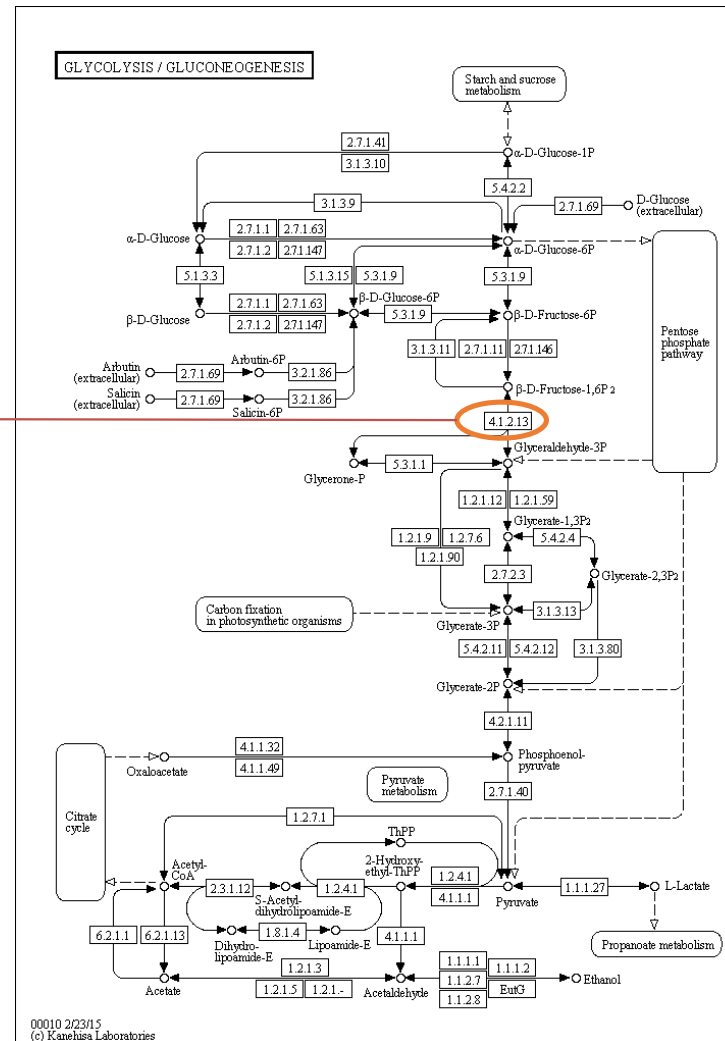 GLYCOLYSIS / GLUCONEOGENESIS
Starch and sucrose
metabolism
2.7.1.41
3.1.3.10
α-D-Glucose-1P
5.4.2.2
3.1.3.9
2.7.1.69
D-Glucose
(extracellular)
α-D-Glucose
2.7.1.1
2.7.1.63
2.7.1.2
2.7.1.147
α-D-Glucose-6P
5.1.3.3
5.1.3.15
5.3.1.9
5.3.1.9
β-D-Glucose-6P
β-D-Glucose
2.7.1.1
2.7.1.63
2.7.1.2
2.7.1.147
5.3.1.9
β-D-Fructose-6P
Pentose
phosphate
pathway
3.1.3.11
2.7.1.11
2.7.1.146
Arbutin
(extracellular)
2.7.1.69
Arbutin-6P
3.2.1.86
Salicin
(extracellular)
2.7.1.69
Salicin-6P
3.2.1.86
β-D-Fructose-1,6P2
4.1.2.13
Glyceraldehyde-3P
Glycerone-P
5.3.1.1
1.2.1.12
1.2.1.59
1.2.1.9
1.2.7.6
1.2.1.90
Glycerate-1,3P2
5.4.2.4
2.7.2.3
Glycerate-2,3P2
Carbon fixation
in photosynthetic organisms
Glycerate-3P
3.1.3.13
5.4.2.11
5.4.2.12
3.1.3.80
Glycerate-2P
4.2.1.11
4.1.1.32
4.1.1.49
Oxaloacetate
Phosphoenol-
pyruvate
Pyruvate
metabolism
2.7.1.40
Citrate
cycle
1.2.7.1
ThPP
Acetyl-
CoA
2-Hydroxy-
ethyl-ThPP
2.3.1.12
S-Acetyl-
dihydrolipoamide-E
1.2.4.1
1.2.4.1
4.1.1.1
Pyruvate
1.1.1.27
L-Lactate
6.2.1.1
6.2.1.13
Dihydro-
lipoamide-E
1.8.1.4
Lipoamide-E
4.1.1.1
Propanoate metabolism
Acetate
1.2.1.3
1.2.1.5
1.2.1.-
Acetaldehyde
1.1.1.1
1.1.1.2
1.1.2.7
EutG
1.1.2.8
Ethanol
00010 2/23/15
(c) Kanehisa Laboratories